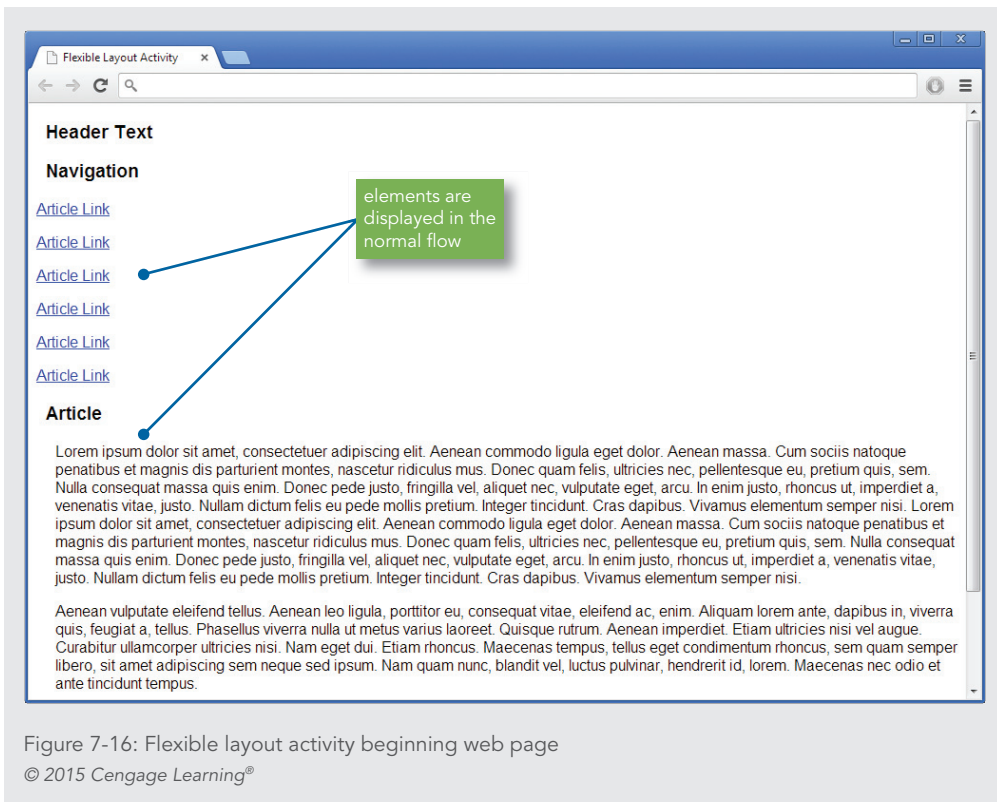 Flexible Layout Activity
Header Text
Navigation
Article Link
Article Link
Article Link
Article Link
Article Link
Article Link
elements are
displayed in the
normal flow
Article
Lorem ipsum dolor sit amet, consectetuer adipiscing elit. Aenean commodo ligula eget dolor. Aenean massa. Cum sociis natoque
penatibus et magnis dis parturient montes, nascetur ridiculus mus. Donec quam felis, ultricies nec, pellentesque eu, pretium quis, sem.
Nulla consequat massa quis enim. Donec pede justo, fringilla vel, aliquet nec, vulputate eget, arcu. In enim justo, rhoncus ut, imperdiet a,
venenatis vitae, justo. Nullam dictum felis eu pede mollis pretium. Integer tincidunt. Cras dapibus. Vivamus elementum semper nisi. Lorem
ipsum dolor sit amet, consectetuer adipiscing elit. Aenean commodo ligula eget dolor. Aenean massa. Cum sociis natoque penatibus et
magnis dis parturient montes, nascetur ridiculus mus. Donec quam felis, ultricies nec, pellentesque eu, pretium quis, sem. Nulla consequat
massa quis enim. Donec pede justo, fringilla vel, aliquet nec, vulputate eget, arcu. In enim justo, rhoncus ut, imperdiet a, venenatis vitae,
justo. Nullam dictum felis eu pede mollis pretium. Integer tincidunt. Cras dapibus. Vivamus elementum semper nisi.
Aenean vulputate eleifend tellus. Aenean leo ligula, porttitor eu, consequat vitae, eleifend ac, enim. Aliquam lorem ante, dapibus in, viverra
quis, feugiat a, tellus. Phasellus viverra nulla ut metus varius laoreet. Quisque rutrum. Aenean imperdiet. Etiam ultricies nisi vel augue.
Curabitur ullamcorper ultricies nisi. Nam eget dui. Etiam rhoncus. Maecenas tempus, tellus eget condimentum rhoncus, sem quam semper
libero, sit amet adipiscing sem neque sed ipsum. Nam quam nunc, blandit vel, luctus pulvinar, hendrerit id, lorem. Maecenas nec odio et
ante tincidunt tempus.
Figure 7-16: Flexible layout activity beginning web page
© 2015 Cengage Learning®